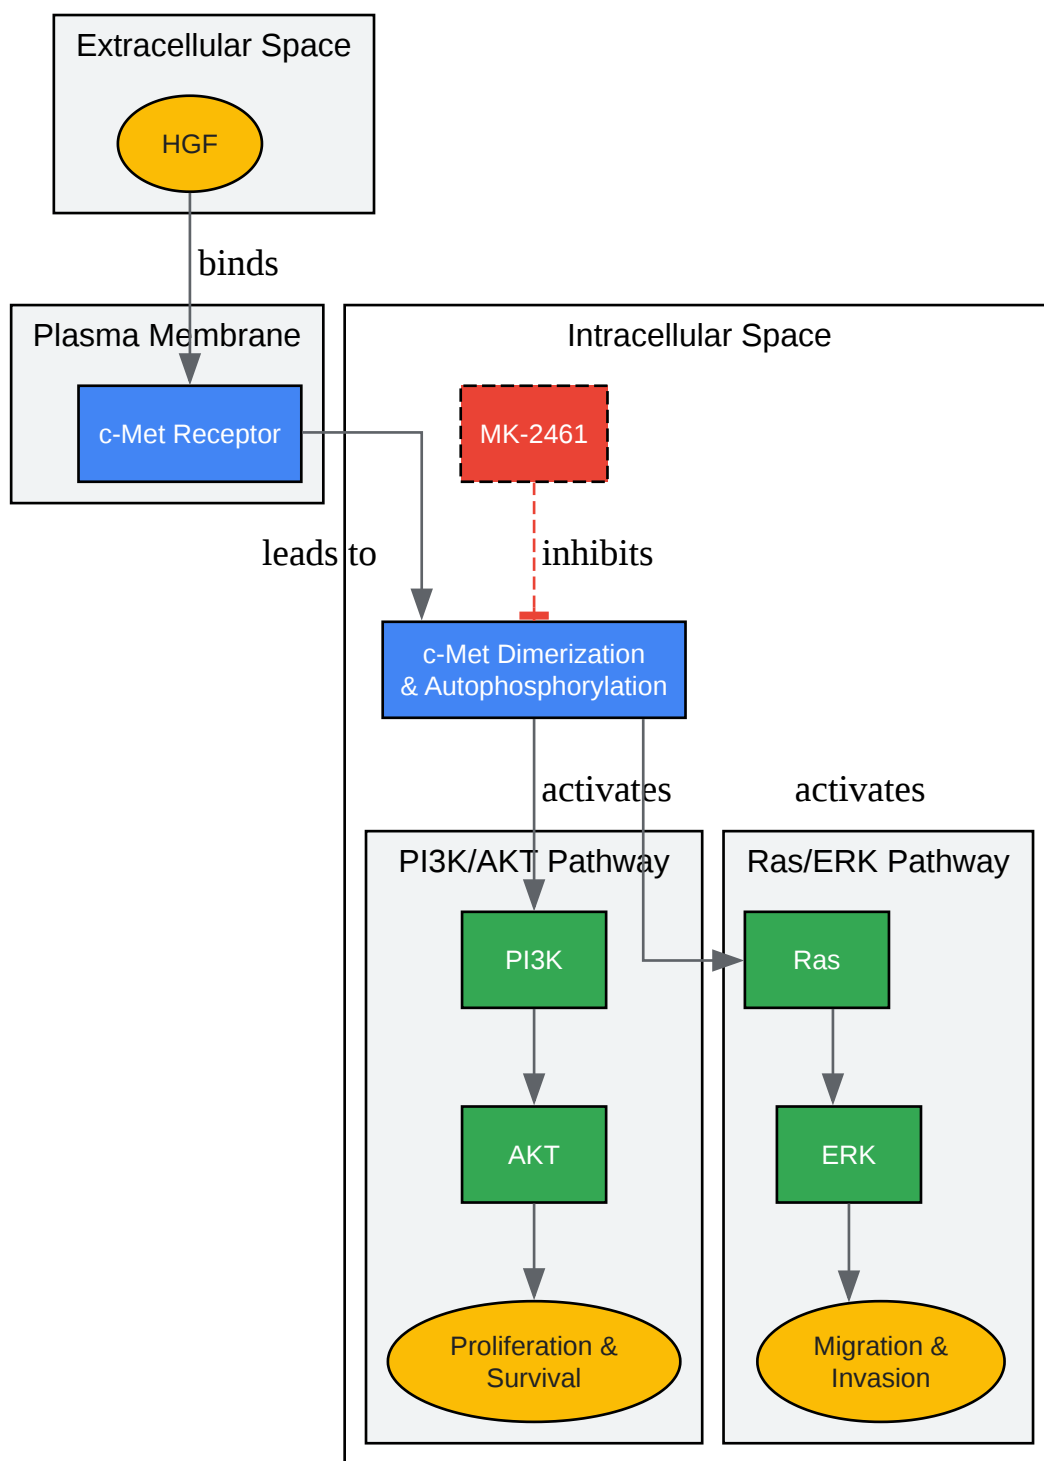 Extracellular Space
HGF
binds
Plasma Membrane
c-Met Receptor
Intracellular Space
MK-2461
leads to
inhibits
c-Met Dimerization
& Autophosphorylation
activates
activates
PI3K/AKT Pathway
PI3K
AKT
Proliferation &
Survival
Ras/ERK Pathway
Ras
ERK
Migration &
Invasion